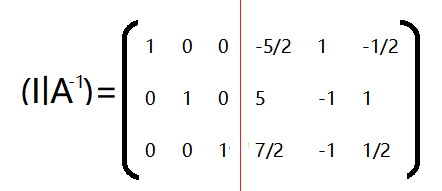 1 0 0 -5/2 1 -1/2
(I|A⁻¹)= 0 1 0 5 -1 1
0 0 1 7/2 -1 1/2